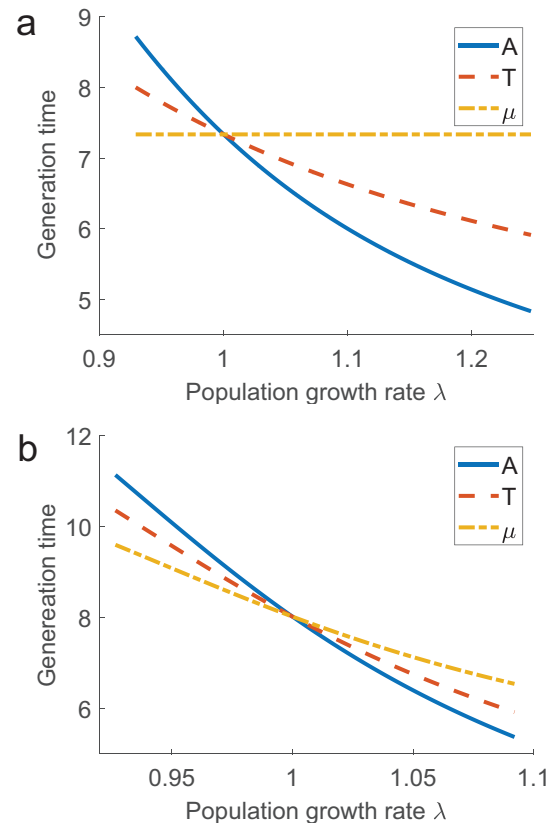 a
9
8
7
6
5
Generation time
A
T
μ
0.9 1 1.1 1.2
Population growth rate λ
b
12
10
8
6
Genereation time
A
T
μ
0.95 1 1.05 1.1
Population growth rate λ